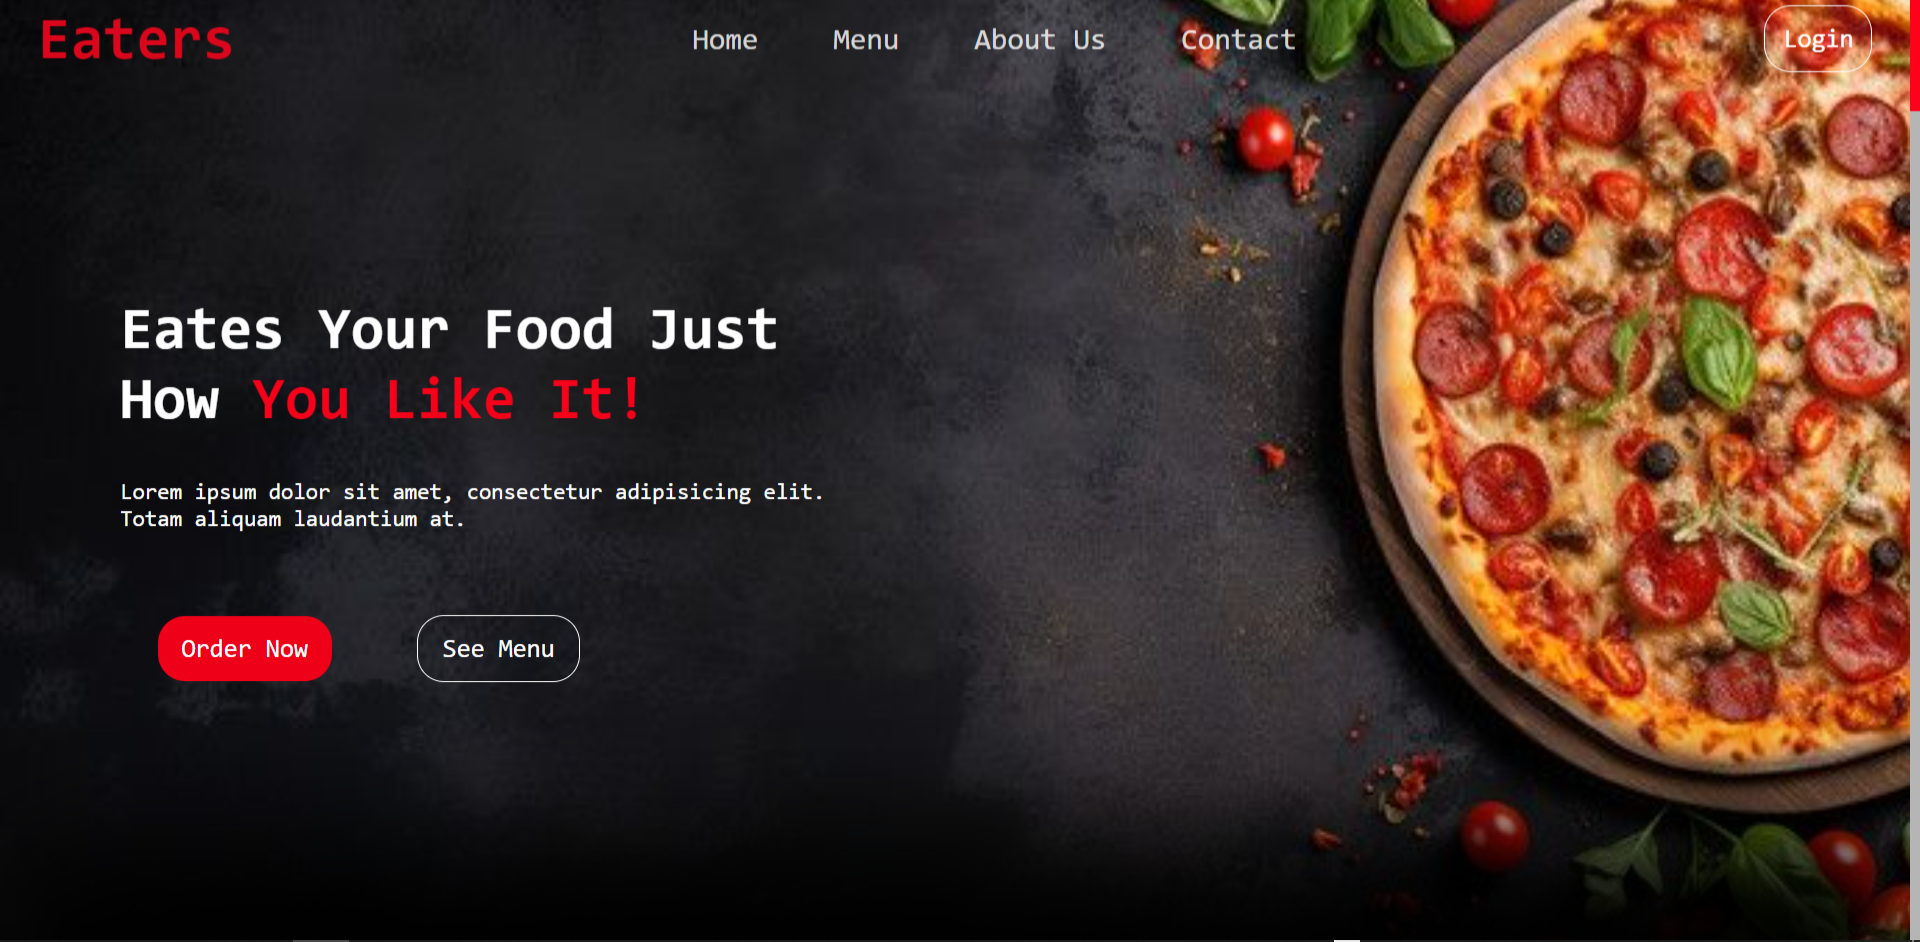 Eaters
Home Menu About Us Contact
Login
Eates Your Food Just
How You Like It!
Lorem ipsum dolor sit amet, consectetur adipisicing elit.
Totam aliquam laudantium at.
Order Now
See Menu